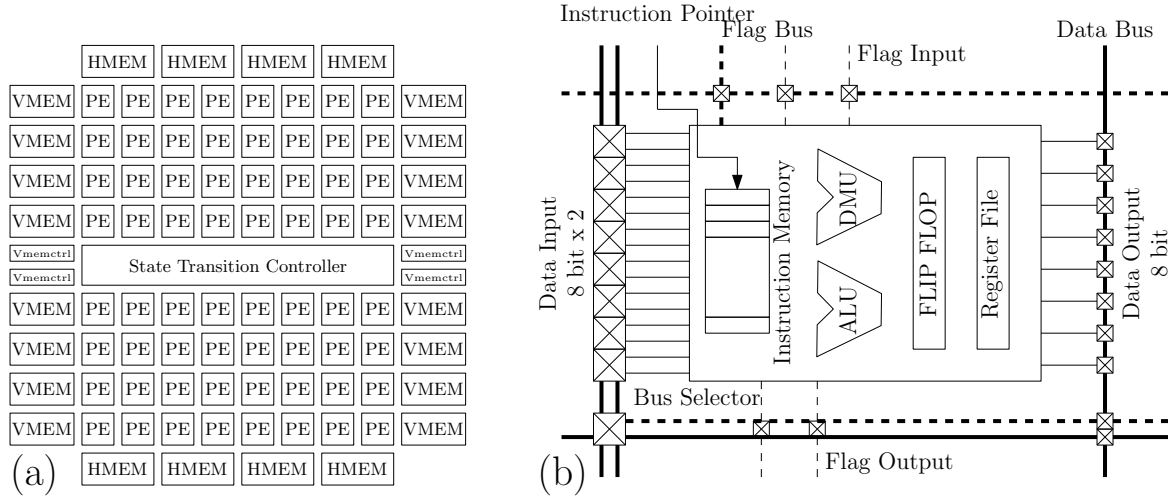 HMEM HMEM HMEM HMEM
VMEM PE PE PE PE PE PE PE PE VMEM
VMEM PE PE PE PE PE PE PE PE VMEM
VMEM PE PE PE PE PE PE PE PE VMEM
VMEM PE PE PE PE PE PE PE PE VMEM
Vmemctrl State Transition Controller Vmemctrl
Vmemctrl Vmemctrl
VMEM PE PE PE PE PE PE PE PE VMEM
VMEM PE PE PE PE PE PE PE PE VMEM
VMEM PE PE PE PE PE PE PE PE VMEM
VMEM PE PE PE PE PE PE PE PE VMEM
HMEM HMEM HMEM HMEM
(a)
Instruction Pointer
Flag Bus
Data Bus
Flag Input
Data Input
8 bit x 2
Instruction Memory
DMU
ALU
FLIP FLOP
Register File
Data Output
8 bit
Bus Selector
Flag Output
(b)